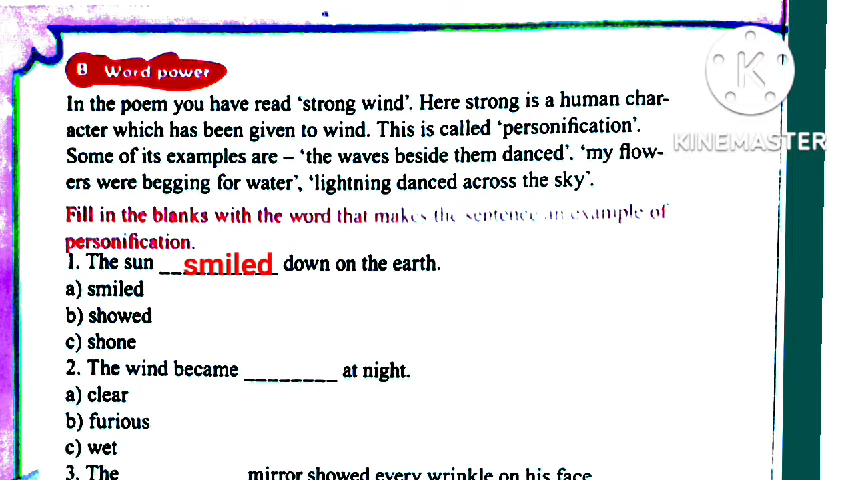 B Word power
In the poem you have read ‘strong wind’. Here strong is a human char-
acter which has been given to wind. This is called ‘personification’.
Some of its examples are – ‘the waves beside them danced’. ‘my flow-
ers were begging for water’, ‘lightning danced across the sky’.
Fill in the blanks with the word that makes the sentence an example of
personification.
1. The sun __smiled_ down on the earth.
a) smiled
b) showed
c) shone
2. The wind became ________ at night.
a) clear
b) furious
c) wet
3. The ________ mirror showed every wrinkle on his face
K
KINEMASTER